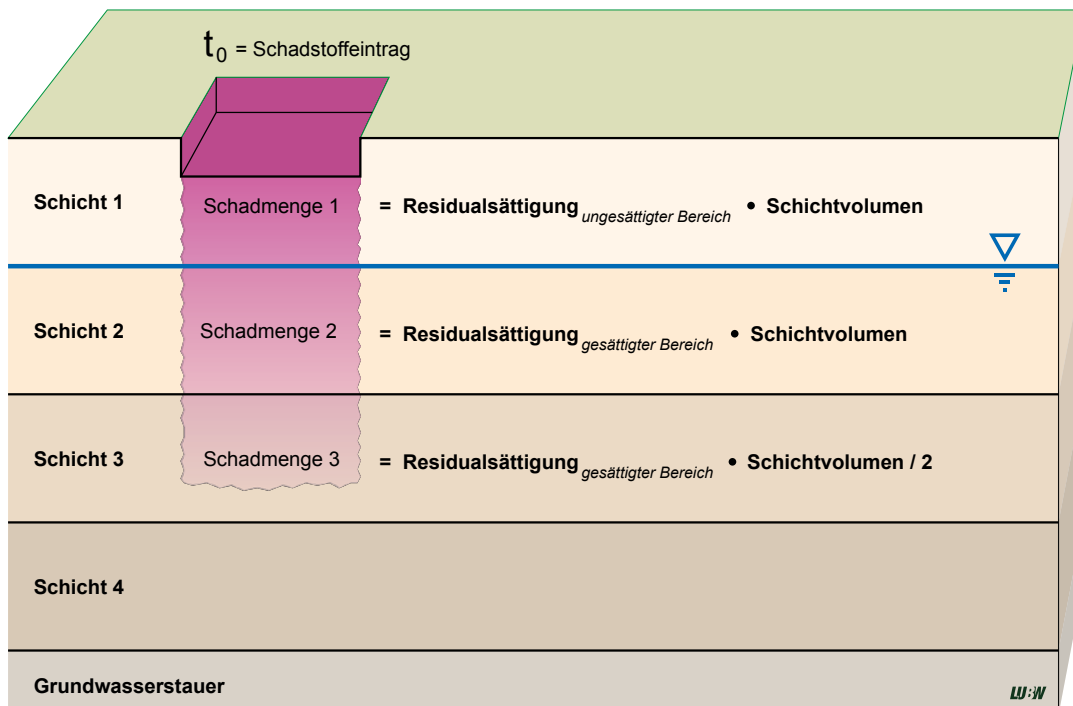 t0 = Schadstoffeintrag
Schicht 1 Schadmenge 1 = Residualsättigung ungesättigter Bereich • Schichtvolumen
Schicht 2 Schadmenge 2 = Residualsättigung gesättigter Bereich • Schichtvolumen
Schicht 3 Schadmenge 3 = Residualsättigung gesättigter Bereich • Schichtvolumen / 2
Schicht 4
Grundwasserstauer
LUBW